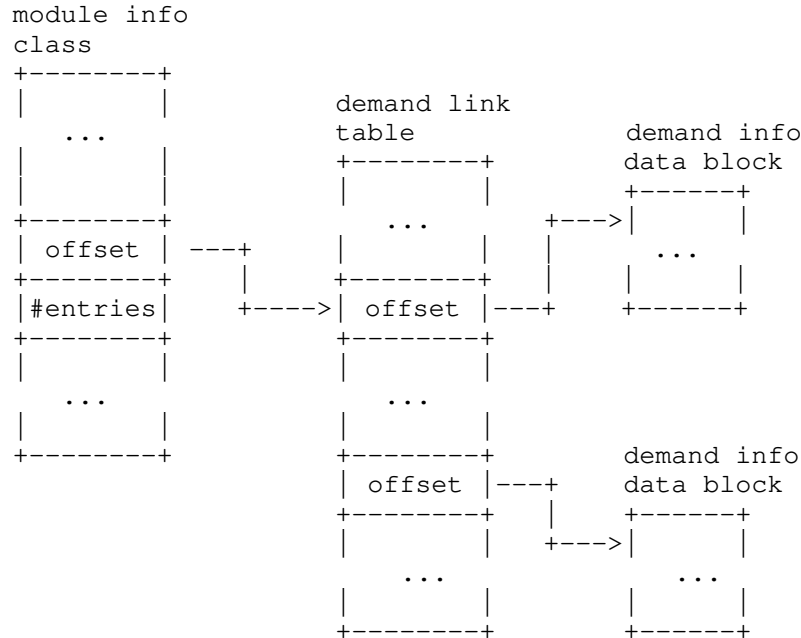 module info
class
...
demand link
table
demand info
data block
...
...
offset
#entries
offset
...
...
demand info
data block
offset
...
...